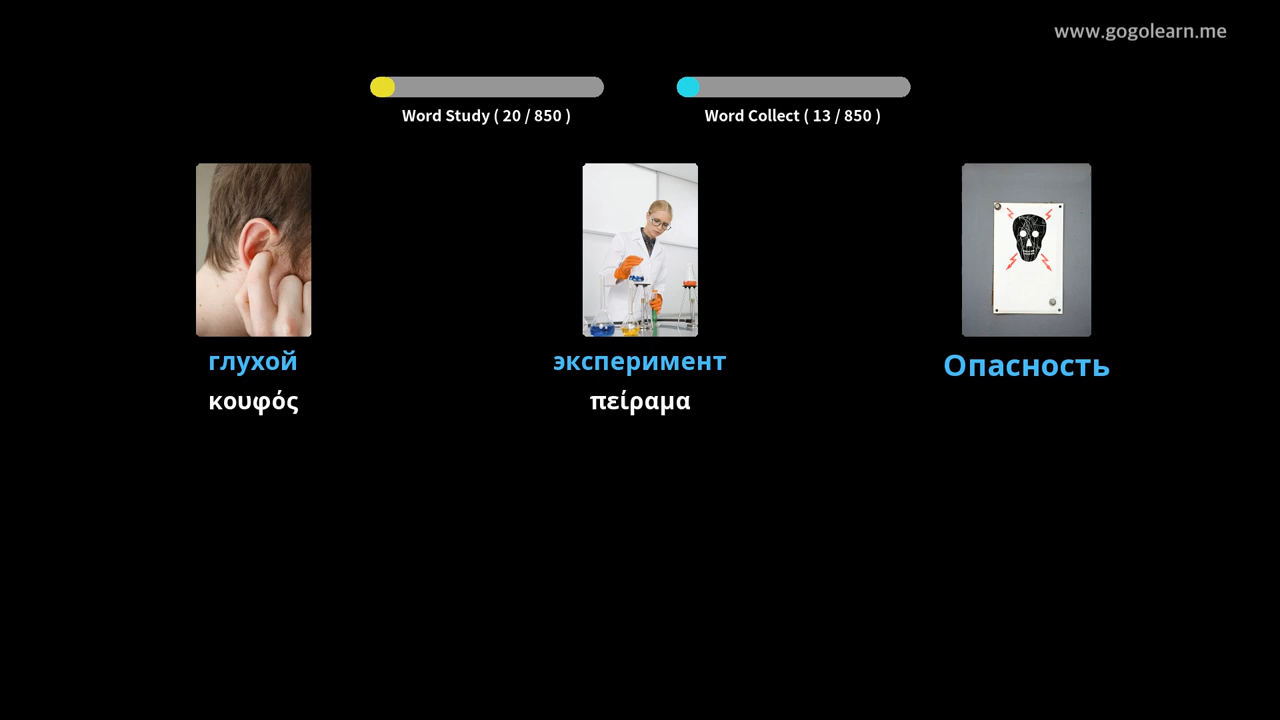 www.gogolearn.me
Word Study ( 20 / 850 )
Word Collect ( 13 / 850 )
глухой
κουφός
эксперимент
πείραμα
Опасность